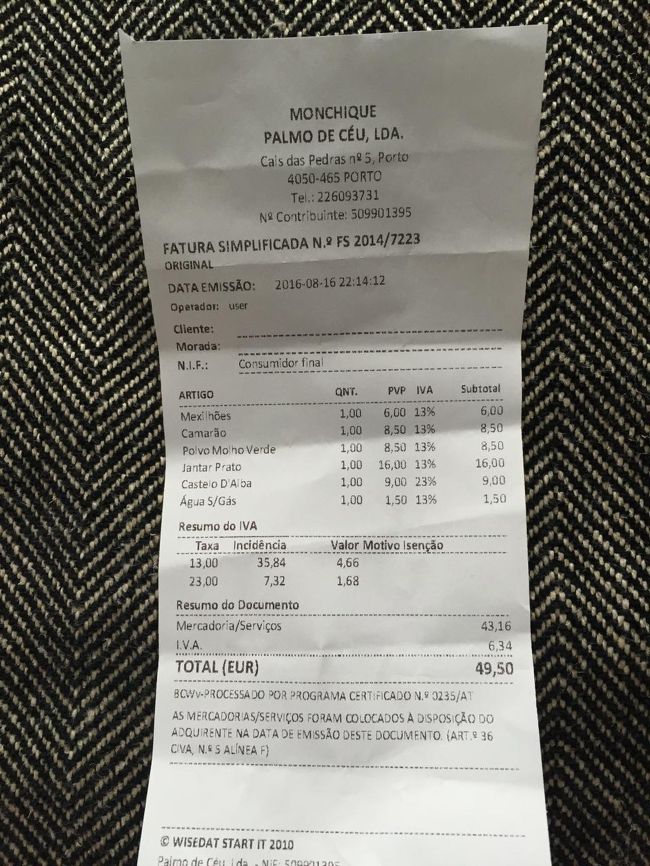 MONCHIQUE
PALMO DE CÉU, LDA.
Cais das Pedras nº 5, Porto
4050-465 PORTO
Tel.: 226093731
Nº Contribuinte: 509901395
FATURA SIMPLIFICADA N.º FS 2014/7223
ORIGINAL
DATA EMISSÃO: 2016-08-16 22:14:12
Operador: user
Cliente:
Morada:
N.I.F.: Consumidor final
ARTIGO QNT. PVP IVA Subtotal
Mexilhões 1,00 6,00 13% 6,00
Camarão 1,00 8,50 13% 8,50
Polvo Molho Verde 1,00 8,50 13% 8,50
Jantar Prato 1,00 16,00 13% 16,00
Castelo D'Alba 1,00 9,00 23% 9,00
Água S/Gás 1,00 1,50 13% 1,50
Resumo do IVA
Taxa Incidência Valor Motivo Isenção
13,00 35,84 4,66
23,00 7,32 1,68
Resumo do Documento
Mercadoria/Serviços 43,16
I.V.A. 6,34
TOTAL (EUR) 49,50
BCWv-PROCESSADO POR PROGRAMA CERTIFICADO N.º 0235/AT
AS MERCADORIAS/SERVIÇOS FORAM COLOCADOS À DISPOSIÇÃO DO
ADQUIRENTE NA DATA DE EMISSÃO DESTE DOCUMENTO. (ART.º 36
CIVA, N.º 5 ALÍNEA F)
© WISEDAT START IT 2010
Palmo de Céu, Lda. - NIF: 509901395